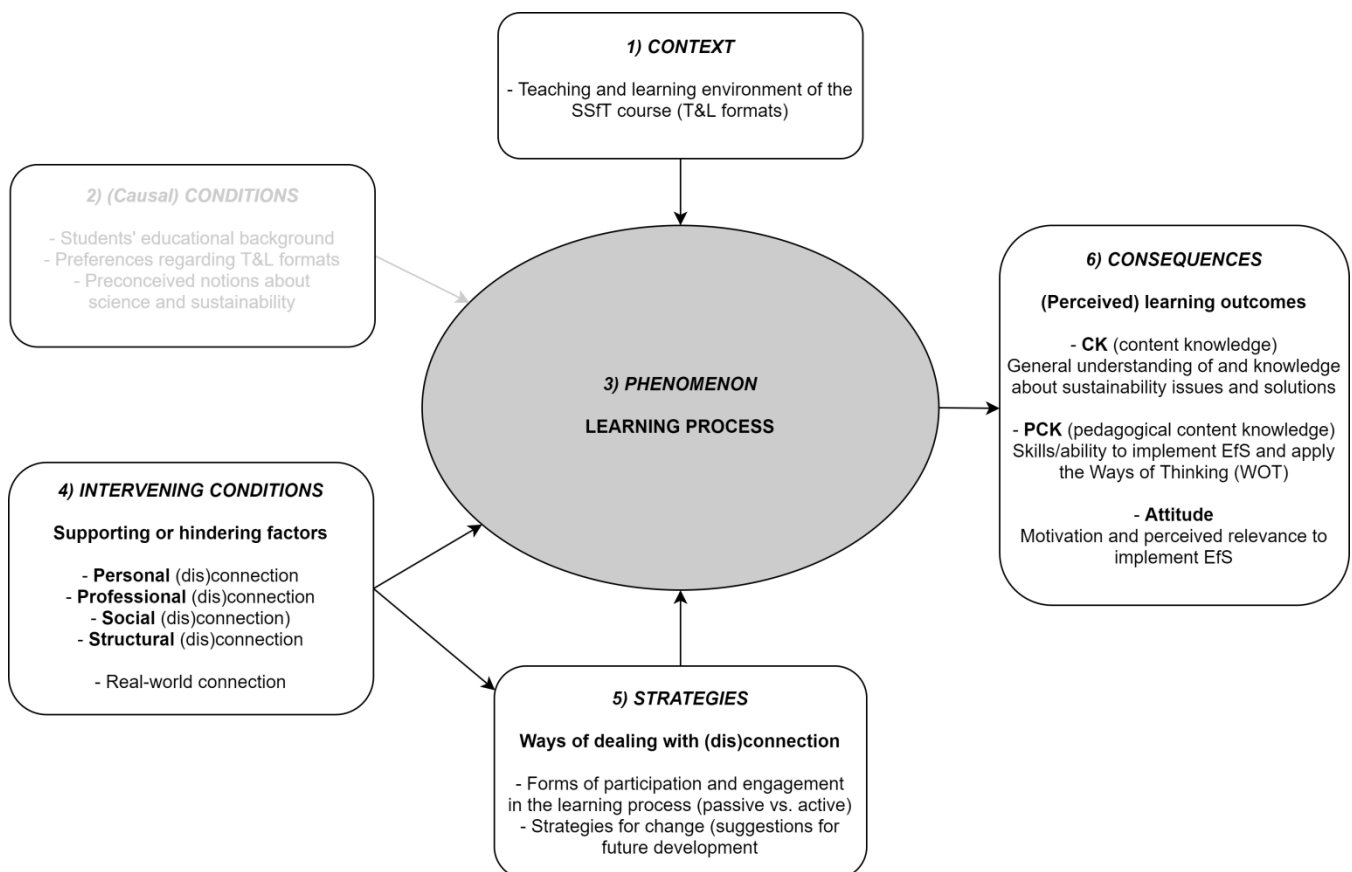 1) CONTEXT
- Teaching and learning environment of the
SSfT course (T&L formats)
2) (Causal) CONDITIONS
- Students' educational background
- Preferences regarding T&L formats
- Preconceived notions about
science and sustainability
3) PHENOMENON
LEARNING PROCESS
4) INTERVENING CONDITIONS
Supporting or hindering factors
- Personal (dis)connection
- Professional (dis)connection
- Social (dis)connection)
- Structural (dis)connection
- Real-world connection
5) STRATEGIES
Ways of dealing with (dis)connection
- Forms of participation and engagement
in the learning process (passive vs. active)
- Strategies for change (suggestions for
future development
6) CONSEQUENCES
(Perceived) learning outcomes
- CK (content knowledge)
General understanding of and knowledge
about sustainability issues and solutions
- PCK (pedagogical content knowledge)
Skills/ability to implement EfS and apply
the Ways of Thinking (WOT)
- Attitude
Motivation and perceived relevance to
implement EfS